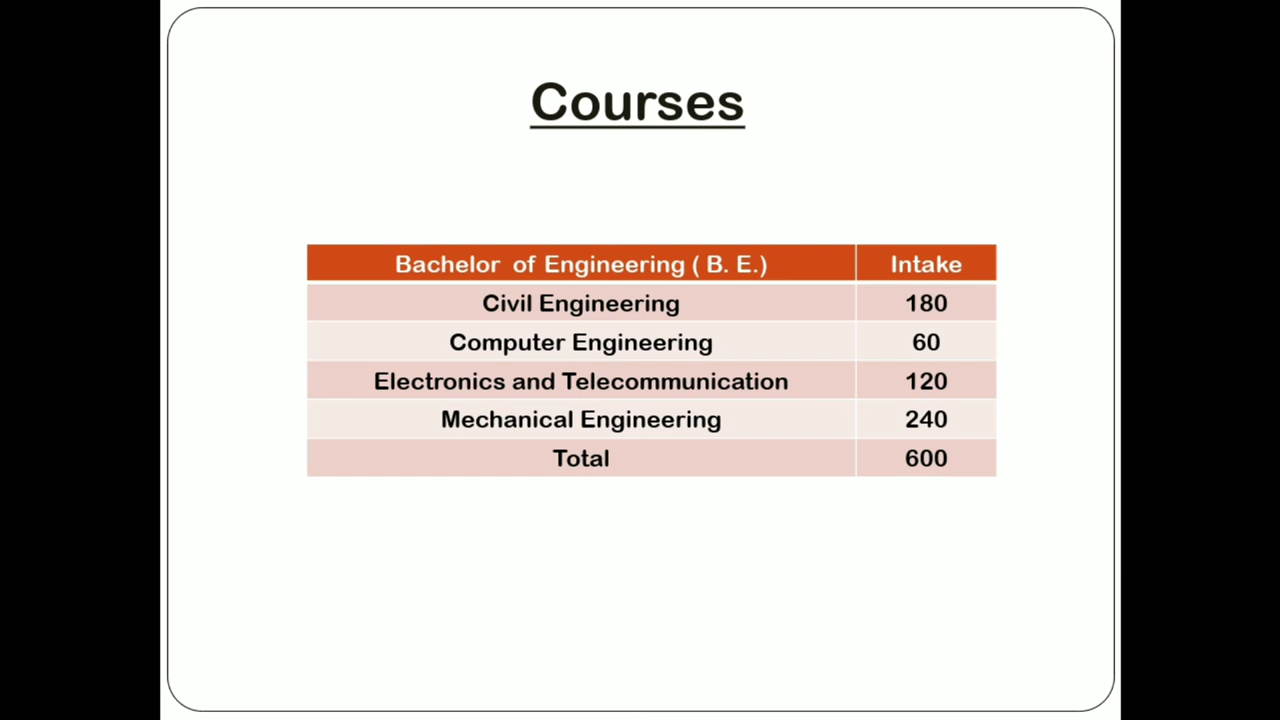 Courses
Bachelor of Engineering ( B. E.) Intake
Civil Engineering 180
Computer Engineering 60
Electronics and Telecommunication 120
Mechanical Engineering 240
Total 600